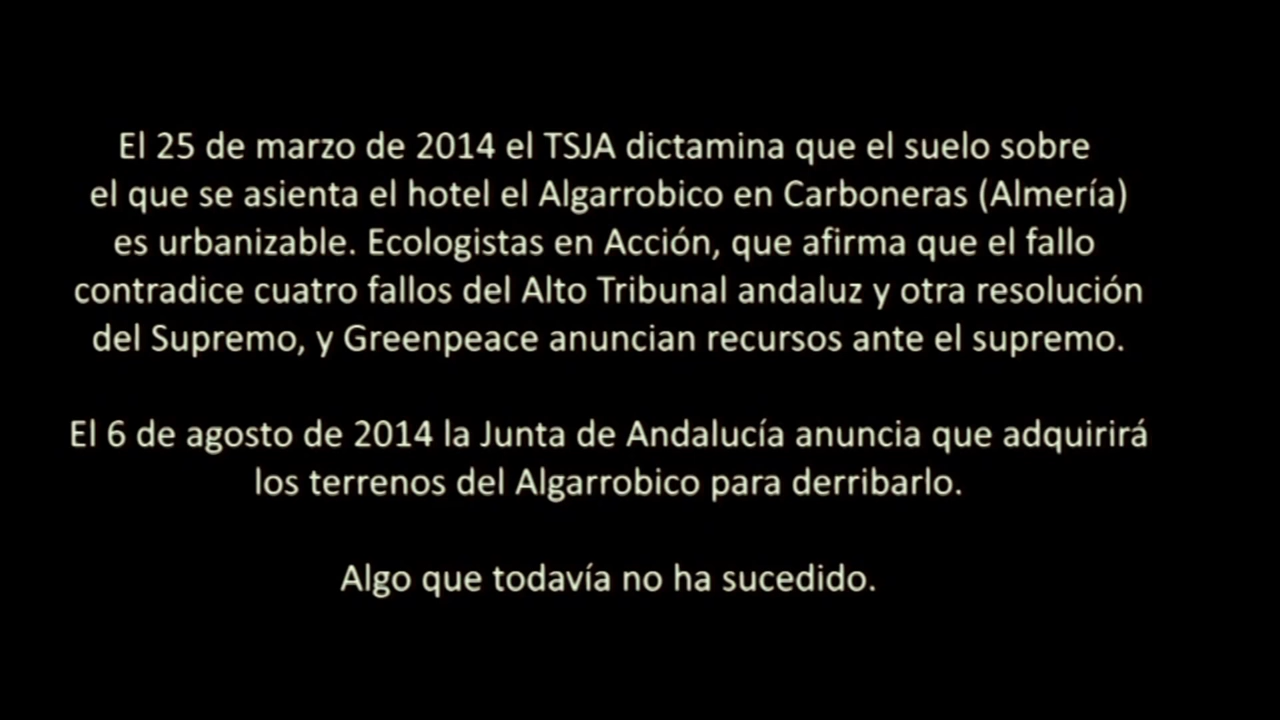 El 25 de marzo de 2014 el TSJA dictamina que el suelo sobre
el que se asienta el hotel el Algarrobico en Carboneras (Almería)
es urbanizable. Ecologistas en Acción, que afirma que el fallo
contradice cuatro fallos del Alto Tribunal andaluz y otra resolución
del Supremo, y Greenpeace anuncian recursos ante el supremo.
El 6 de agosto de 2014 la Junta de Andalucía anuncia que adquirirá
los terrenos del Algarrobico para derribarlo.
Algo que todavía no ha sucedido.